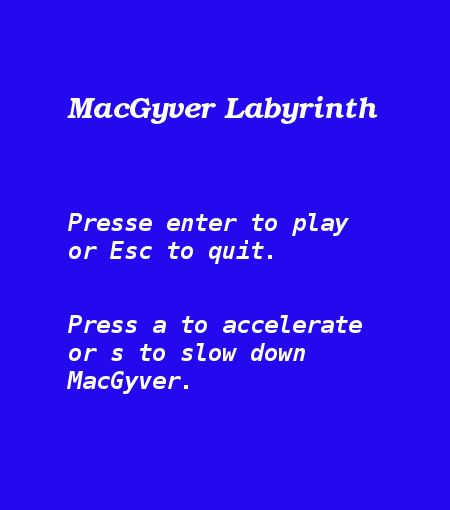 MacGyver Labyrinth
Presse enter to play
or Esc to quit.
Press a to accelerate
or s to slow down
MacGyver.